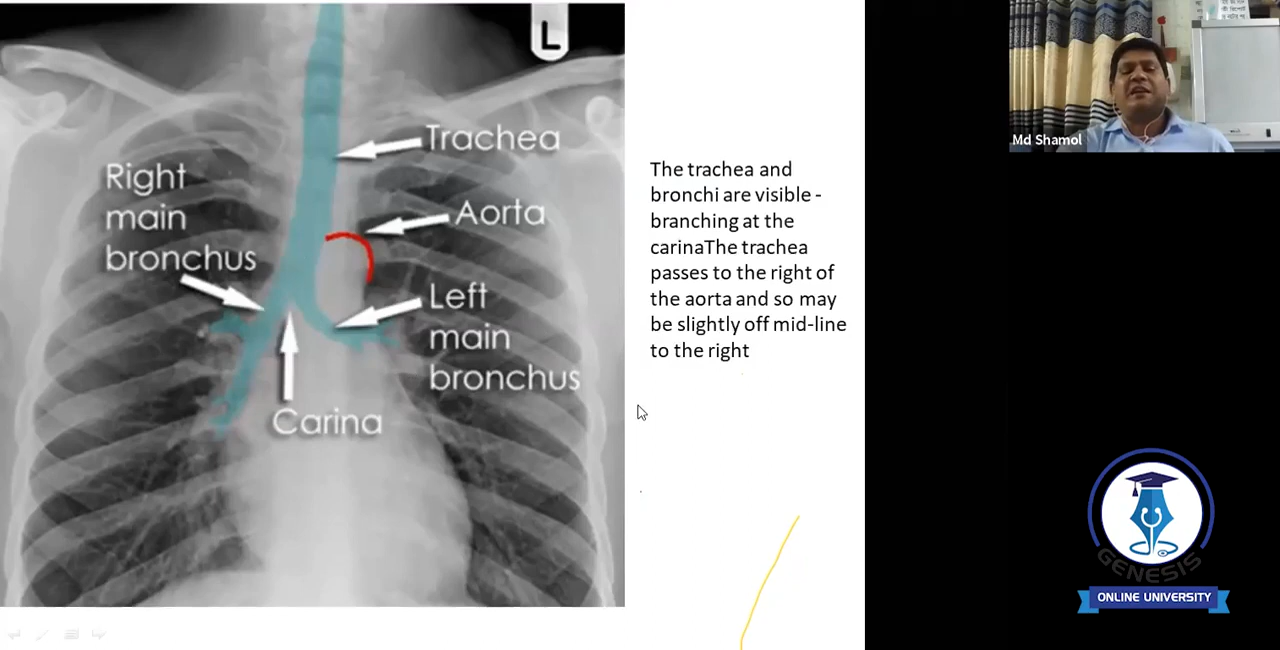 L
Trachea
Aorta
Right
main
bronchus
Left
main
bronchus
Carina
The trachea and
bronchi are visible -
branching at the
carinaThe trachea
passes to the right of
the aorta and so may
be slightly off mid-line
to the right
Md Shamol
GENESIS
ONLINE UNIVERSITY